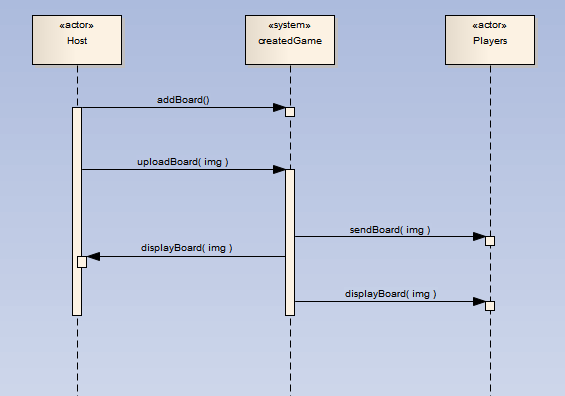 «actor»
Host
«system»
createdGame
«actor»
Players
addBoard()
uploadBoard( img )
sendBoard( img )
displayBoard( img )
displayBoard( img )